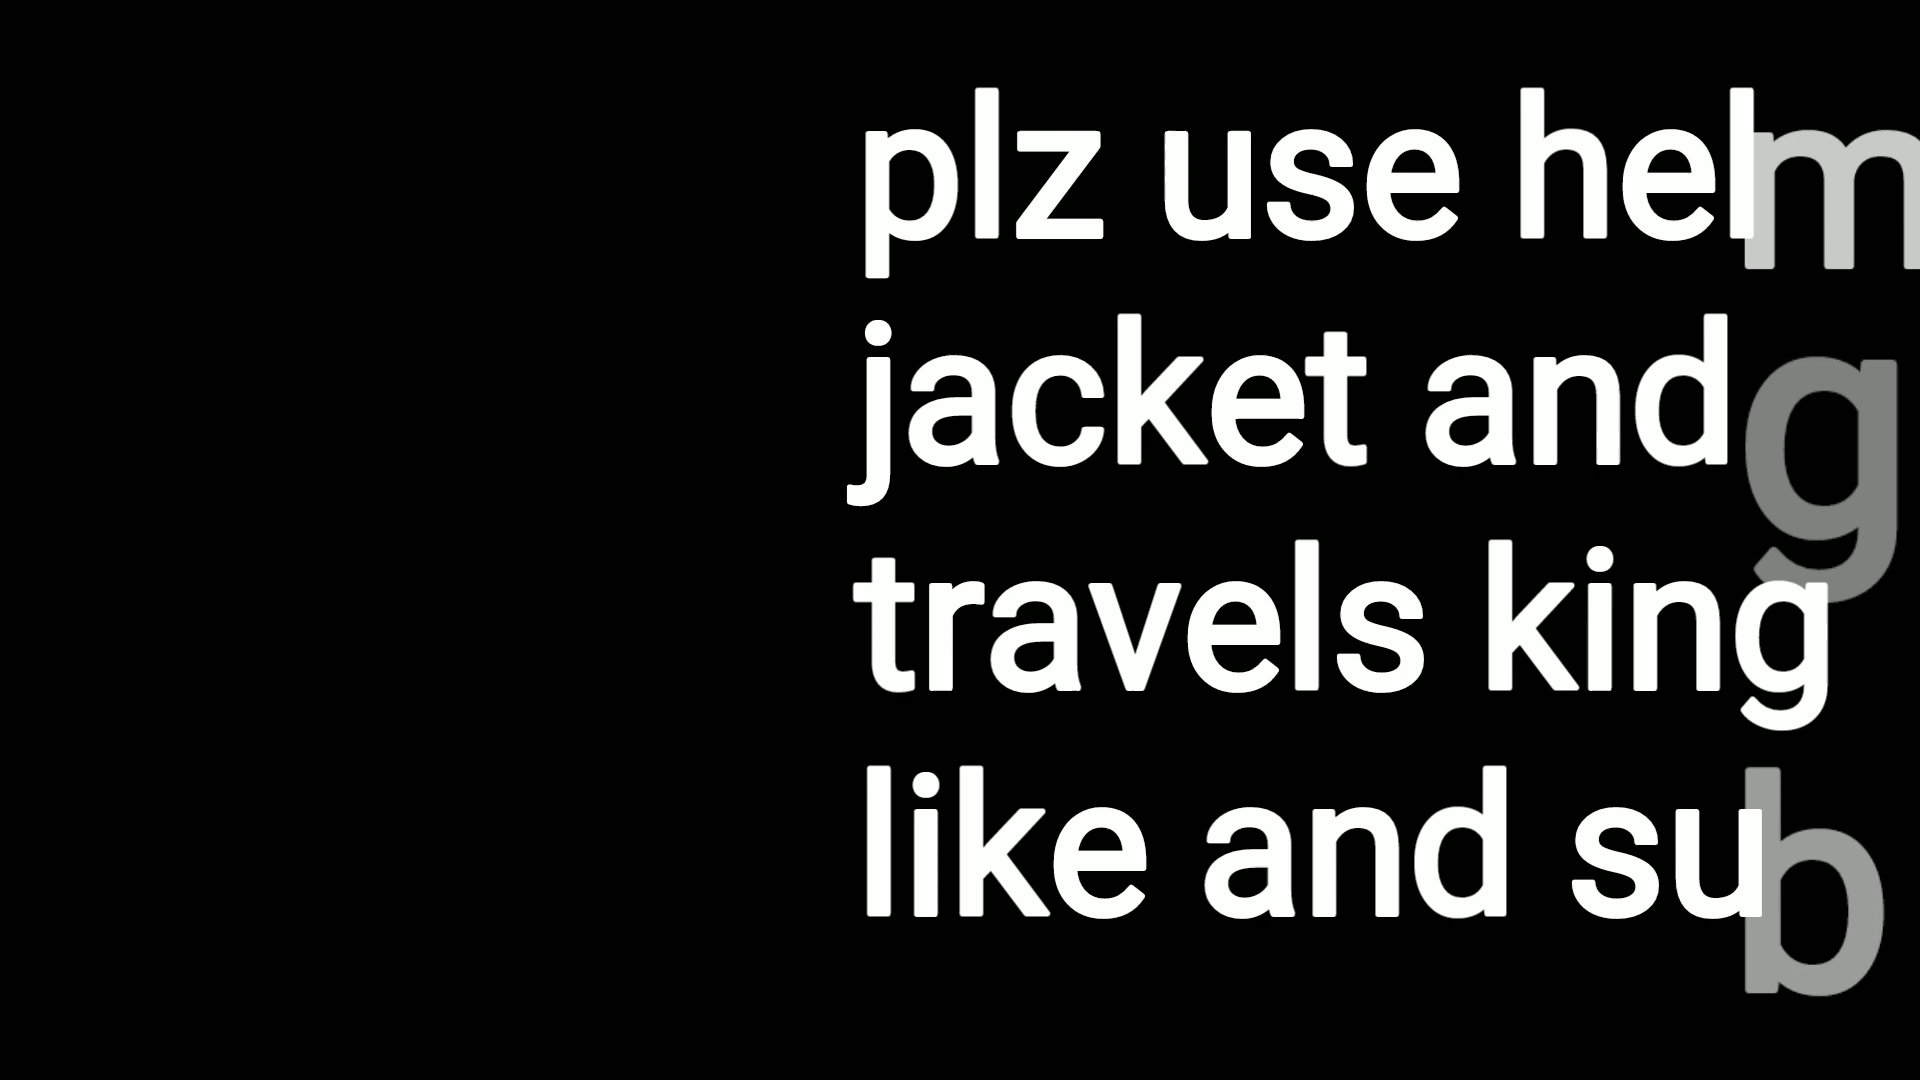 plz use helm
jacket and g
travels king
like and sub